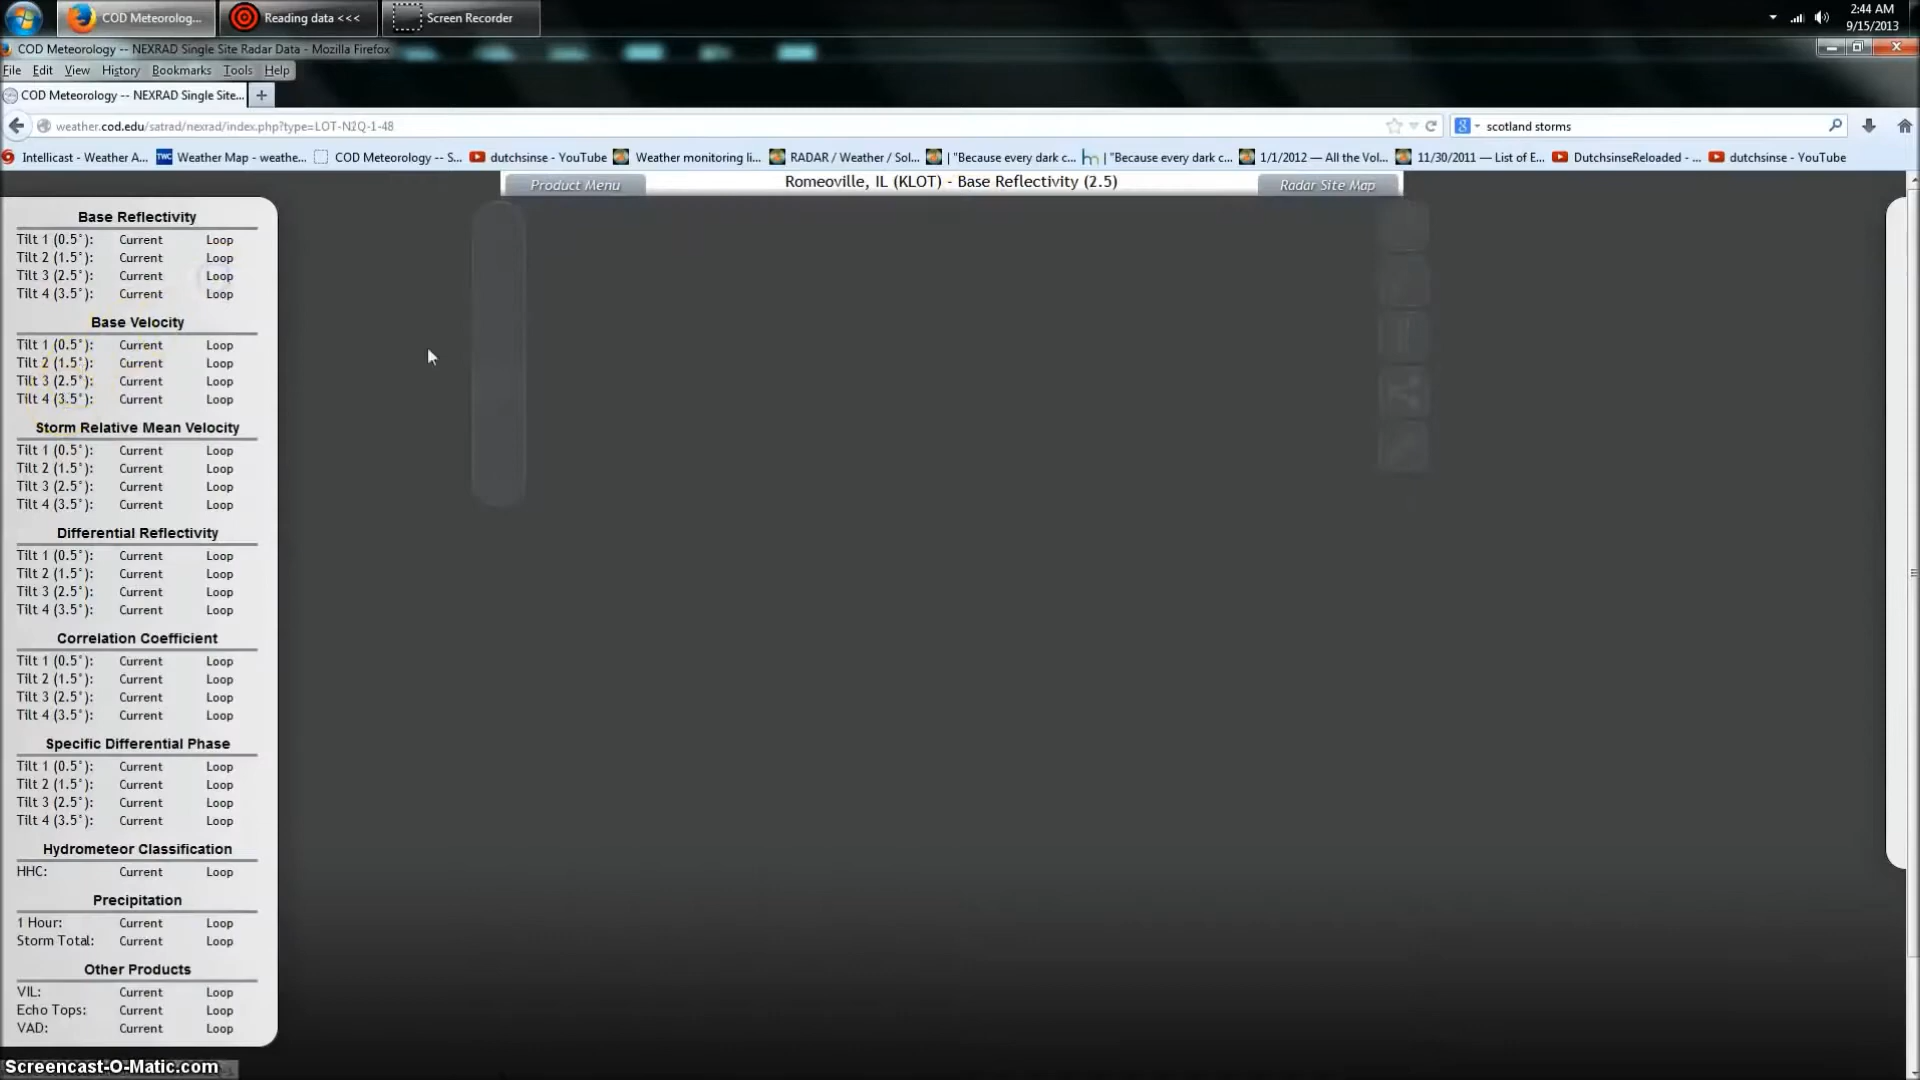 COD Meteorolog...
Reading data <<<
Screen Recorder
2:44 AM
9/15/2013
COD Meteorology -- NEXRAD Single Site Radar Data - Mozilla Firefox
File Edit View History Bookmarks Tools Help
COD Meteorology -- NEXRAD Single Site...
weather.cod.edu/satrad/nexrad/index.php?type=LOT-N2Q-1-48
scotland storms
Intellicast - Weather A... Weather Map - weathe... COD Meteorology -- S... dutchsinse - YouTube Weather monitoring li... RADAR / Weather / Sol... | "Because every dark c... | "Because every dark c... 1/1/2012 — All the Vol... 11/30/2011 — List of E... DutchsinseReloaded - ... dutchsinse - YouTube
Product Menu
Romeoville, IL (KLOT) - Base Reflectivity (2.5)
Radar Site Map
Base Reflectivity
Tilt 1 (0.5°): Current Loop
Tilt 2 (1.5°): Current Loop
Tilt 3 (2.5°): Current Loop
Tilt 4 (3.5°): Current Loop
Base Velocity
Tilt 1 (0.5°): Current Loop
Tilt 2 (1.5°): Current Loop
Tilt 3 (2.5°): Current Loop
Tilt 4 (3.5°): Current Loop
Storm Relative Mean Velocity
Tilt 1 (0.5°): Current Loop
Tilt 2 (1.5°): Current Loop
Tilt 3 (2.5°): Current Loop
Tilt 4 (3.5°): Current Loop
Differential Reflectivity
Tilt 1 (0.5°): Current Loop
Tilt 2 (1.5°): Current Loop
Tilt 3 (2.5°): Current Loop
Tilt 4 (3.5°): Current Loop
Correlation Coefficient
Tilt 1 (0.5°): Current Loop
Tilt 2 (1.5°): Current Loop
Tilt 3 (2.5°): Current Loop
Tilt 4 (3.5°): Current Loop
Specific Differential Phase
Tilt 1 (0.5°): Current Loop
Tilt 2 (1.5°): Current Loop
Tilt 3 (2.5°): Current Loop
Tilt 4 (3.5°): Current Loop
Hydrometeor Classification
HHC: Current Loop
Precipitation
1 Hour: Current Loop
Storm Total: Current Loop
Other Products
VIL: Current Loop
Echo Tops: Current Loop
VAD: Current Loop
Screencast-O-Matic.com